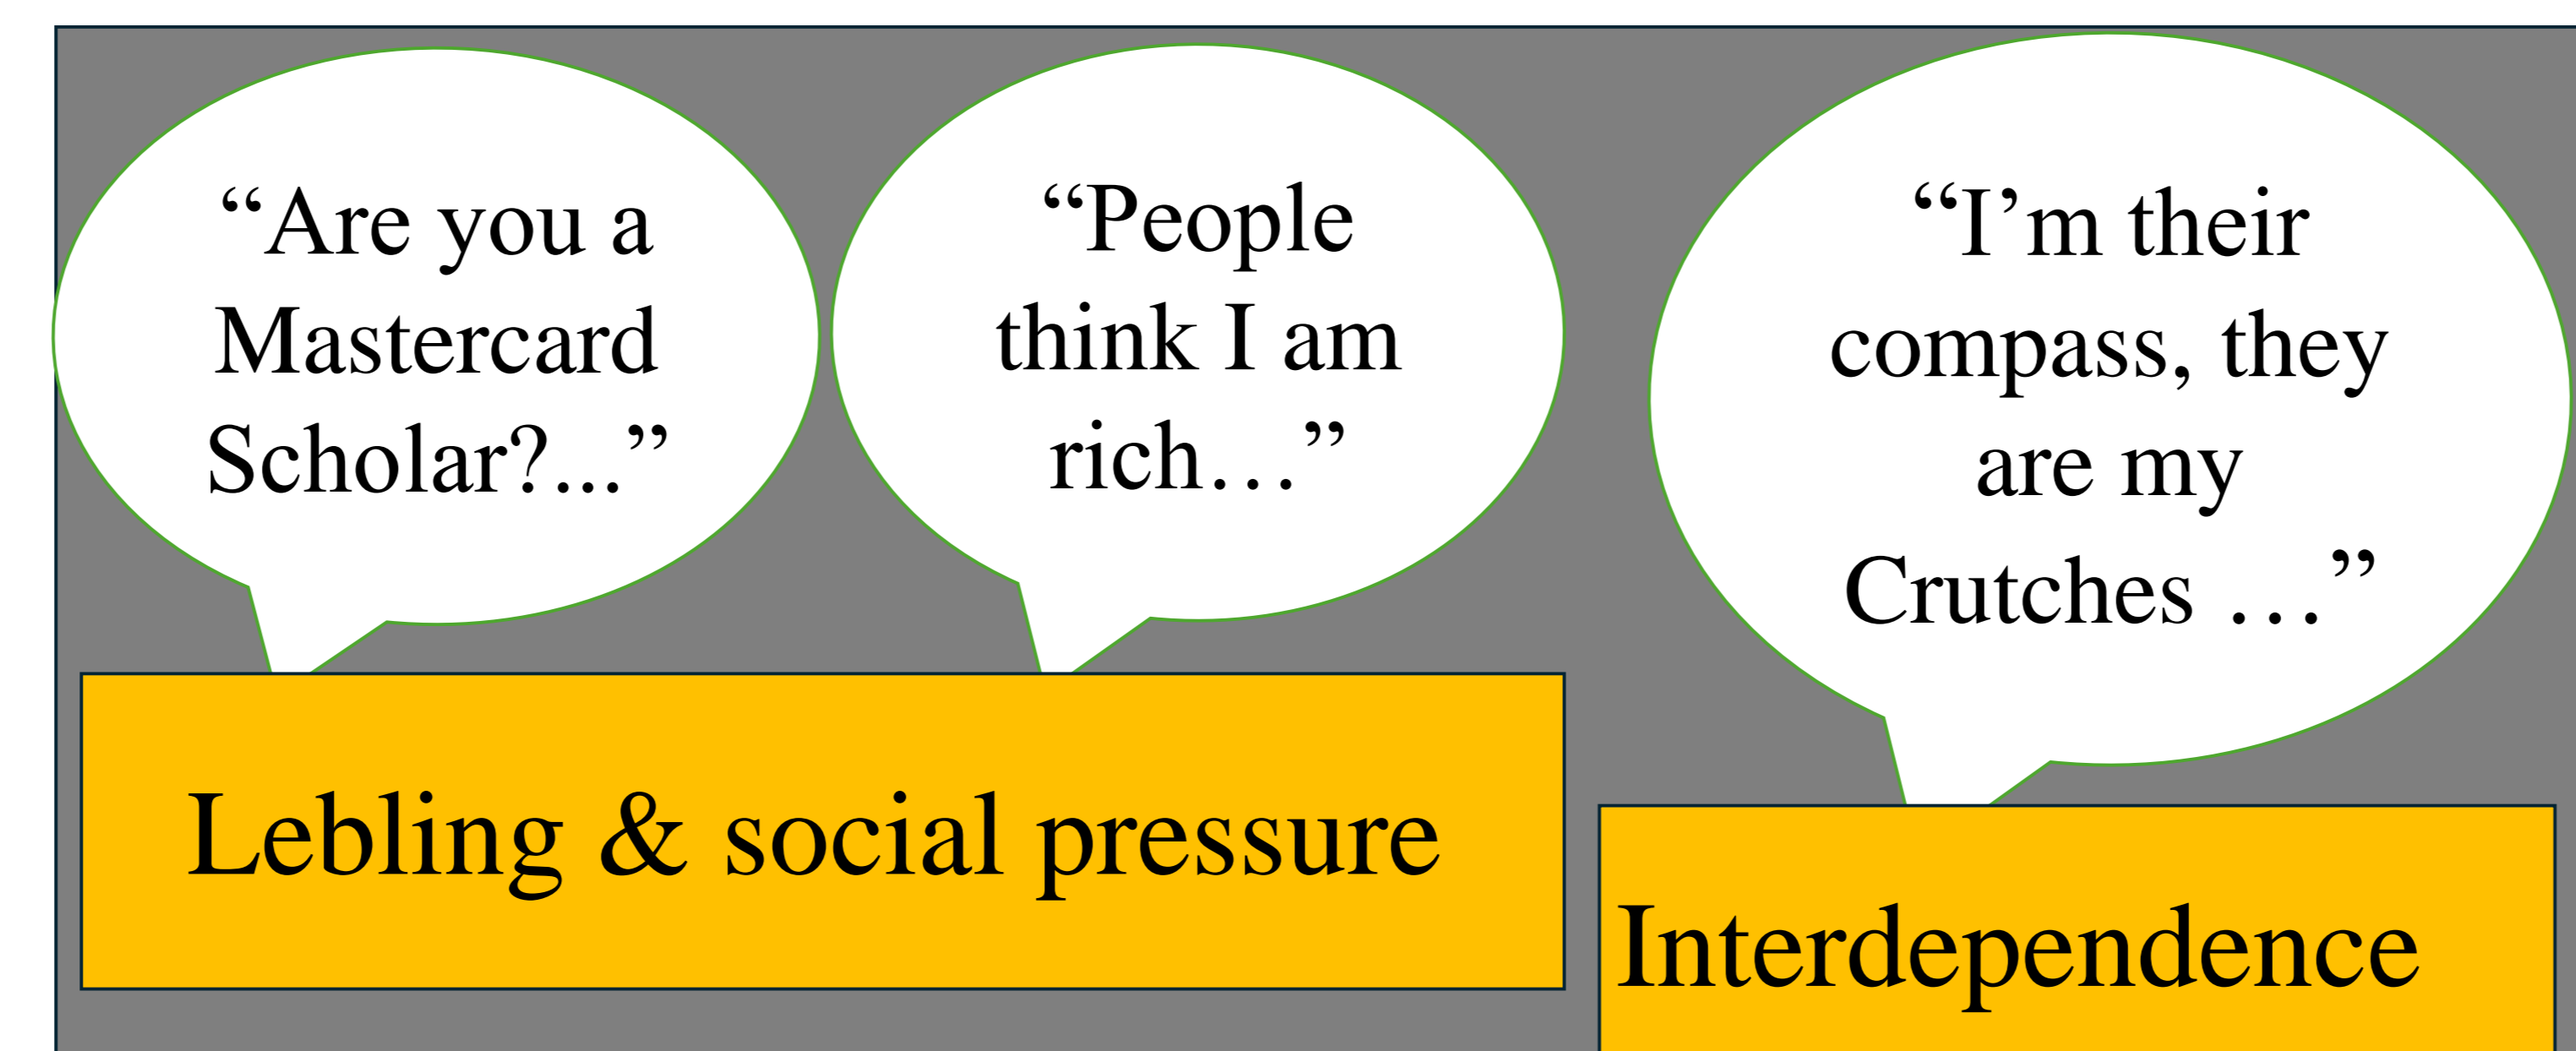 “Are you a
Mastercard
Scholar?...”
“People
think I am
rich…”
“I’m their
compass, they
are my
Crutches …”
Lebling & social pressure
Interdependence